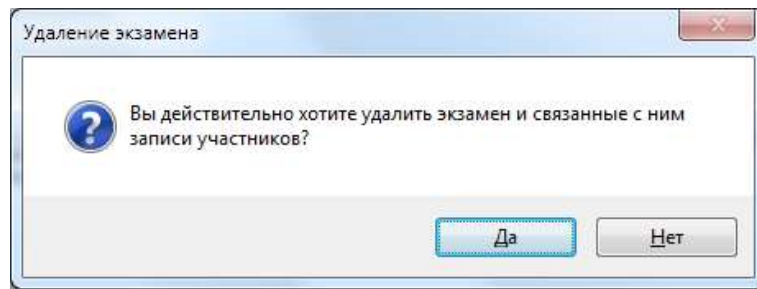 Удаление экзамена
Вы действительно хотите удалить экзамен и связанные с ним
записи участников?
Да
Нет